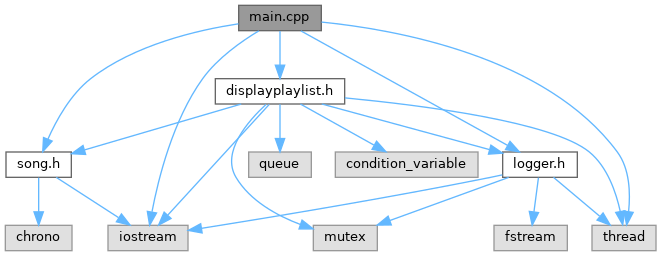 main.cpp
displayplaylist.h
song.h
queue
condition_variable
logger.h
chrono
iostream
mutex
fstream
thread